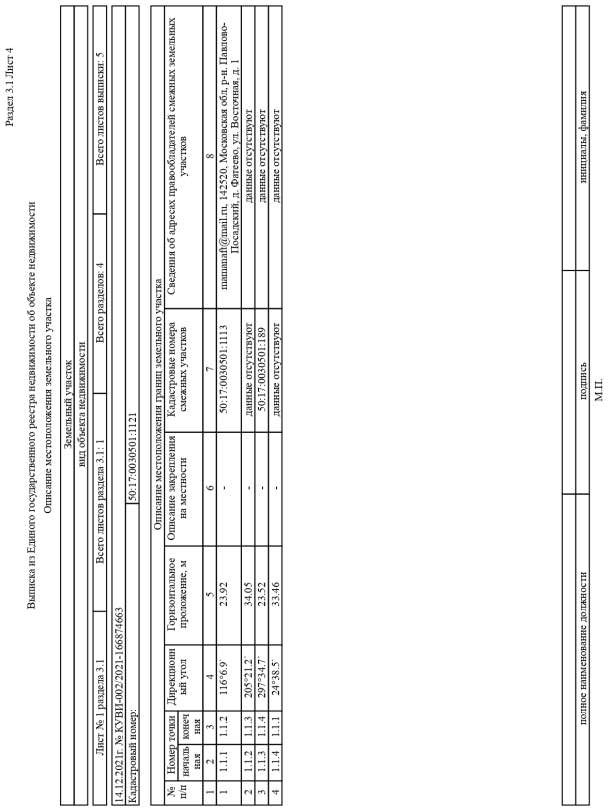 Раздел 3.1 Лист 4
Выписка из Единого государственного реестра недвижимости об объекте недвижимости
Описание местоположения земельного участка
Земельный участок
вид объекта недвижимости
Лист № 1 раздела 3.1 Всего листов раздела 3.1: 1 Всего разделов: 4 Всего листов выписки: 5
14.12.2021г. № КУВИ-002/2021-166874663
Кадастровый номер: 50:17:0030501:1121
Описание местоположения границ земельного участка
№ п/п Номер точки Дирекционный угол Горизонтальное проложение, м Описание закрепления на местности Кадастровые номера смежных участков Сведения об адресах правообладателей смежных земельных участков
началь ная конеч ная
1 2 3 4 5 6 7 8
1 1.1.1 1.1.2 116°6.9` 23.92 - 50:17:0030501:1113 mamanaft@mail.ru, 142520, Московская обл, р-н. Павлово-
Посадский, д. Фатеево, ул. Восточная, д. 1
2 1.1.2 1.1.3 205°21.2` 34.05 - данные отсутствуют данные отсутствуют
3 1.1.3 1.1.4 297°34.7` 23.52 - 50:17:0030501:189 данные отсутствуют
4 1.1.4 1.1.1 24°38.5` 33.46 - данные отсутствуют данные отсутствуют
полное наименование должности подпись инициалы, фамилия
М.П.